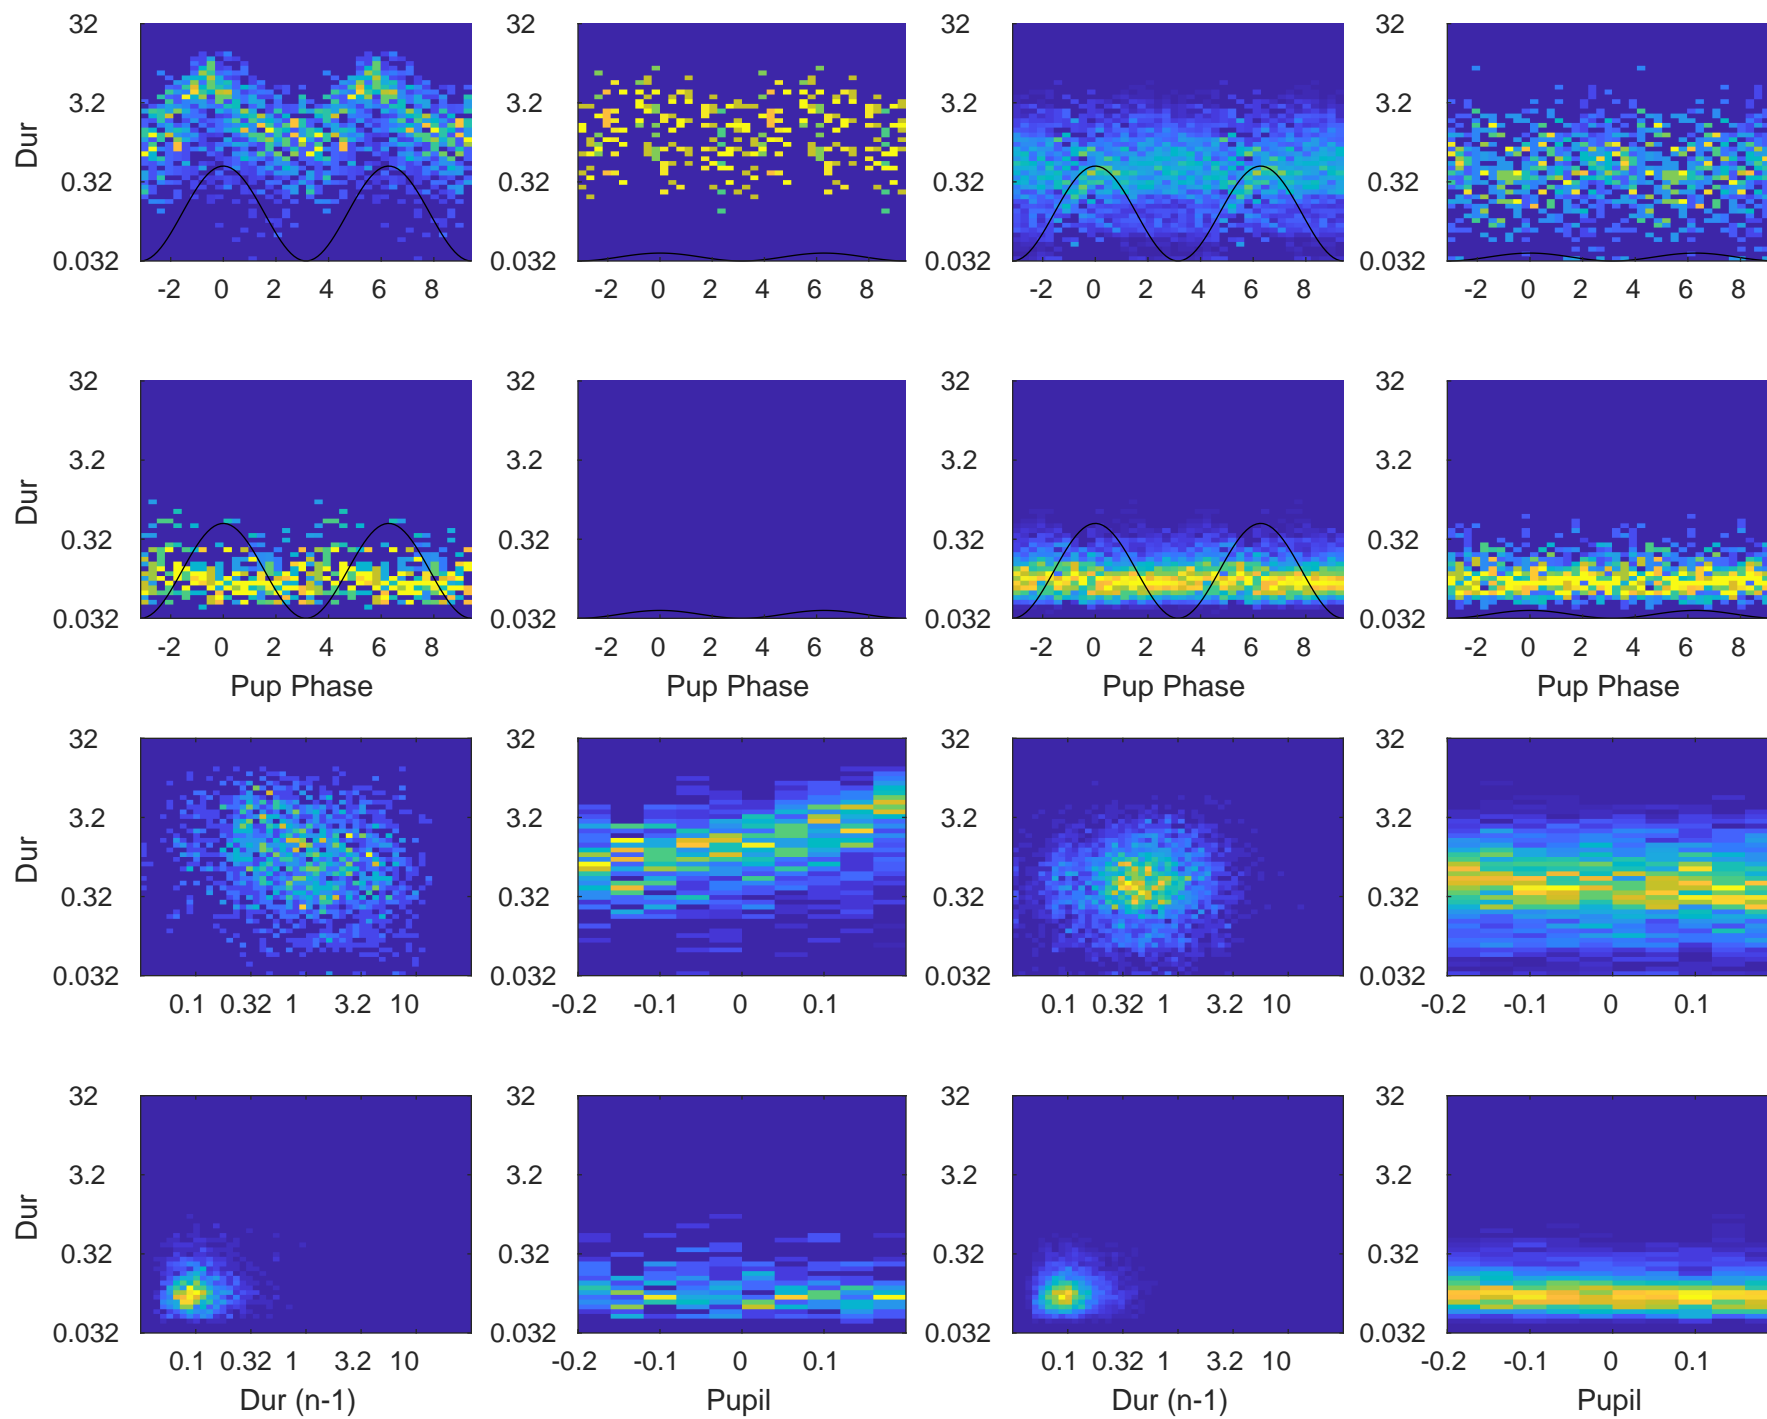 32 32 32 32
3.2 3.2 3.2 3.2
Dur
0.32 0.32 0.32 0.32
0.032 0.032 0.032 0.032
-2 0 2 4 6 8 -2 0 2 4 6 8 -2 0 2 4 6 8 -2 0 2 4 6 8
32 32 32 32
3.2 3.2 3.2 3.2
Dur
0.32 0.32 0.32 0.32
0.032 0.032 0.032 0.032
-2 0 2 4 6 8 -2 0 2 4 6 8 -2 0 2 4 6 8 -2 0 2 4 6 8
Pup Phase Pup Phase Pup Phase Pup Phase
32 32 32 32
3.2 3.2 3.2 3.2
Dur
0.32 0.32 0.32 0.32
0.032 0.032 0.032 0.032
0.1 0.32 1 3.2 10 -0.2 -0.1 0 0.1 0.1 0.32 1 3.2 10 -0.2 -0.1 0 0.1
32 32 32 32
3.2 3.2 3.2 3.2
Dur
0.32 0.32 0.32 0.32
0.032 0.032 0.032 0.032
0.1 0.32 1 3.2 10 -0.2 -0.1 0 0.1 0.1 0.32 1 3.2 10 -0.2 -0.1 0 0.1
Dur (n-1) Pupil Dur (n-1) Pupil